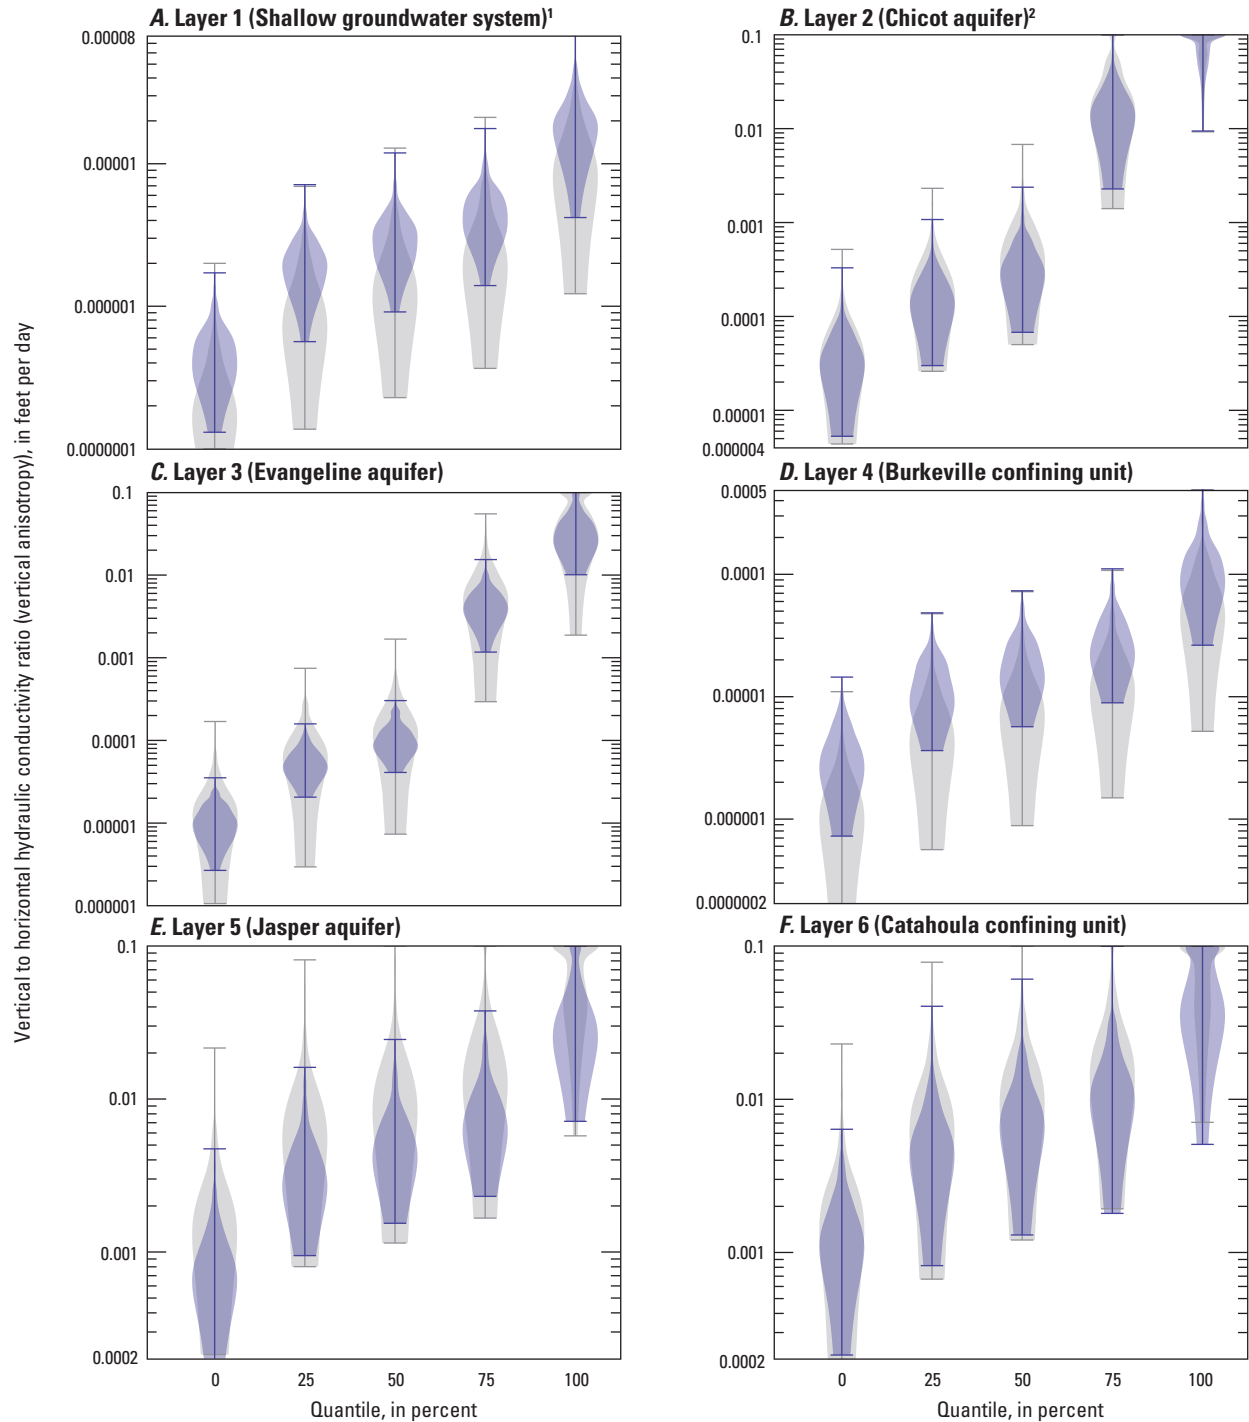 A. Layer 1 (Shallow groundwater system)¹
0.00008
0.00001
0.000001
0.0000001
B. Layer 2 (Chicot aquifer)²
0.1
0.01
0.001
0.0001
0.00001
0.000004
Vertical to horizontal hydraulic conductivity ratio (vertical anisotropy), in feet per day
C. Layer 3 (Evangeline aquifer)
0.1
0.01
0.001
0.0001
0.00001
0.000001
D. Layer 4 (Burkeville confining unit)
0.0005
0.0001
0.00001
0.000001
0.0000002
E. Layer 5 (Jasper aquifer)
0.1
0.01
0.001
0.0002
0 25 50 75 100
Quantile, in percent
F. Layer 6 (Catahoula confining unit)
0.1
0.01
0.001
0.0002
0 25 50 75 100
Quantile, in percent